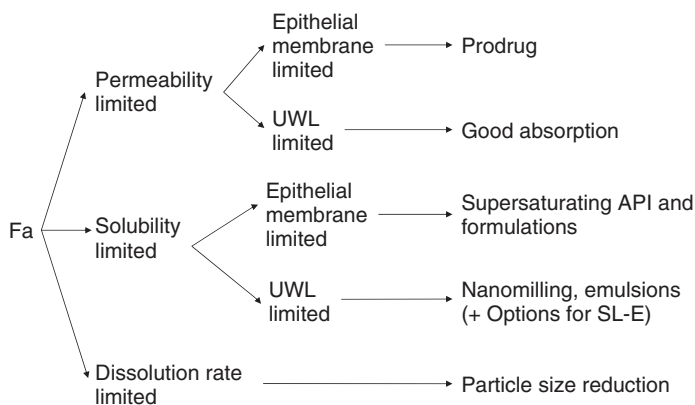 Fa
Permeability
limited
Epithelial
membrane
limited
Prodrug
UWL
limited
Good absorption
Solubility
limited
Epithelial
membrane
limited
Supersaturating API and
formulations
UWL
limited
Nanomilling, emulsions
(+ Options for SL-E)
Dissolution rate
limited
Particle size reduction